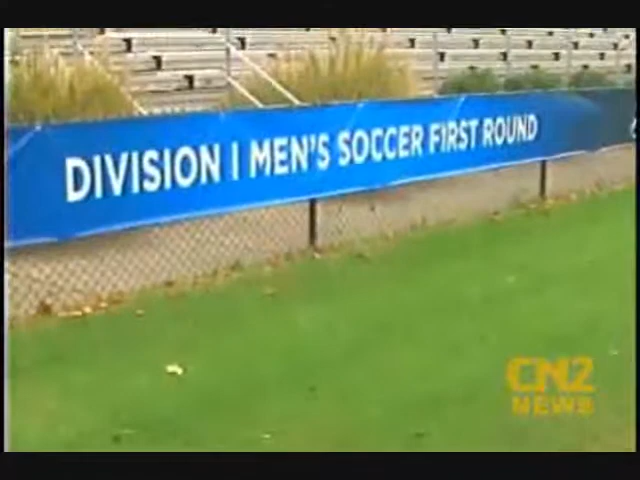 DIVISION I MEN'S SOCCER FIRST ROUND
CN2
NEWS